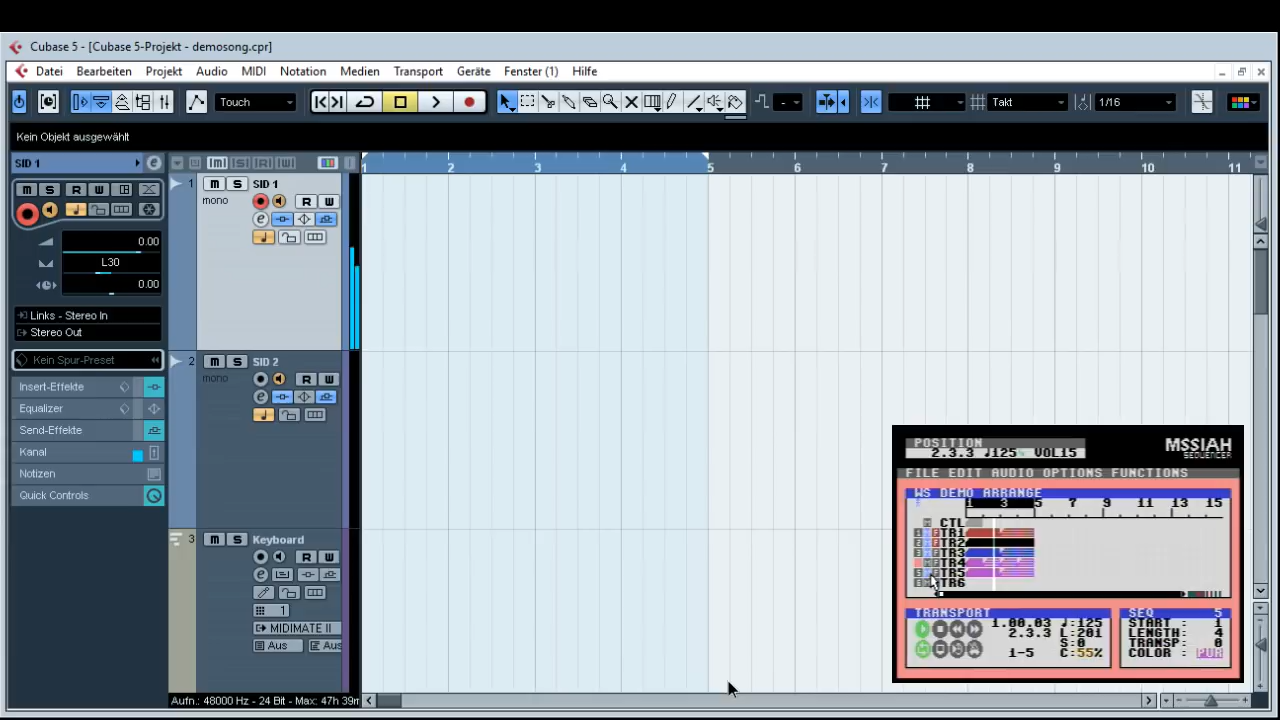 Cubase 5 - [Cubase 5-Projekt - demosong.cpr]
Datei Bearbeiten Projekt Audio MIDI Notation Medien Transport Geräte Fenster (1) Hilfe
Touch - Takt 1/16
Kein Objekt ausgewählt
SID 1 e [m] [S] [R] [W] 1 2 3 4 5 6 7 8 9 10 11
1 m S SID 1
m S R W
mono R W
e
0.00
L30
0.00
Links - Stereo In
Stereo Out
Kein Spur-Preset
2 m S SID 2
mono R W
e
Insert-Effekte
Equalizer
Send-Effekte
Kanal
Notizen
Quick Controls
3 m S Keyboard
R W
e
1
MIDIMATE II
Aus Aus
Aufn.: 48000 Hz - 24 Bit - Max: 47h 39m
POSITION
2.3.3 ♩125 VOL15
MSSIAH
SEQUENCER
FILE EDIT AUDIO OPTIONS FUNCTIONS
WS DEMO ARRANGE
1 3 5 7 9 11 13 15
CTL
TR1
TR2
TR3
TR4
TR5
TR6
TRANSPORT
1.00.03 ♩:125
2.3.3 L:201
S:0
1-5 C:55%
SEQ 5
START : 1
LENGTH: 4
TRANSP: 0
COLOR : PUR